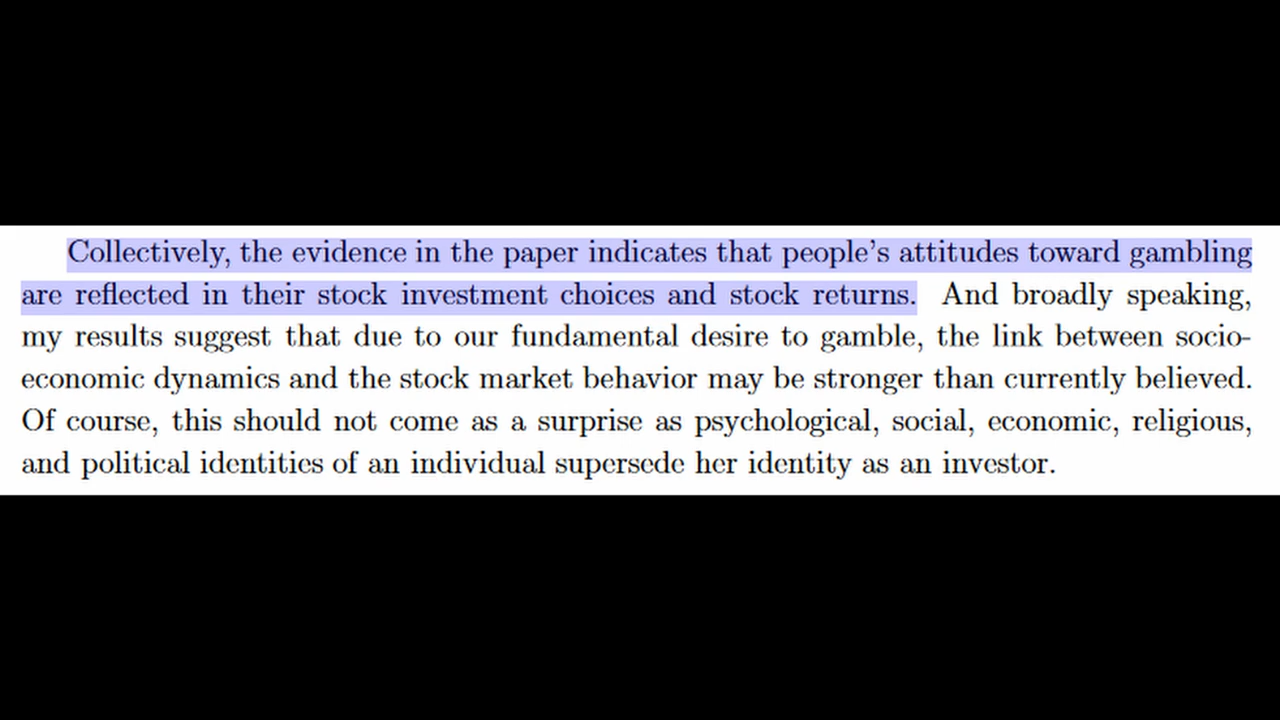 Collectively, the evidence in the paper indicates that people's attitudes toward gambling
are reflected in their stock investment choices and stock returns. And broadly speaking,
my results suggest that due to our fundamental desire to gamble, the link between socio-
economic dynamics and the stock market behavior may be stronger than currently believed.
Of course, this should not come as a surprise as psychological, social, economic, religious,
and political identities of an individual supersede her identity as an investor.